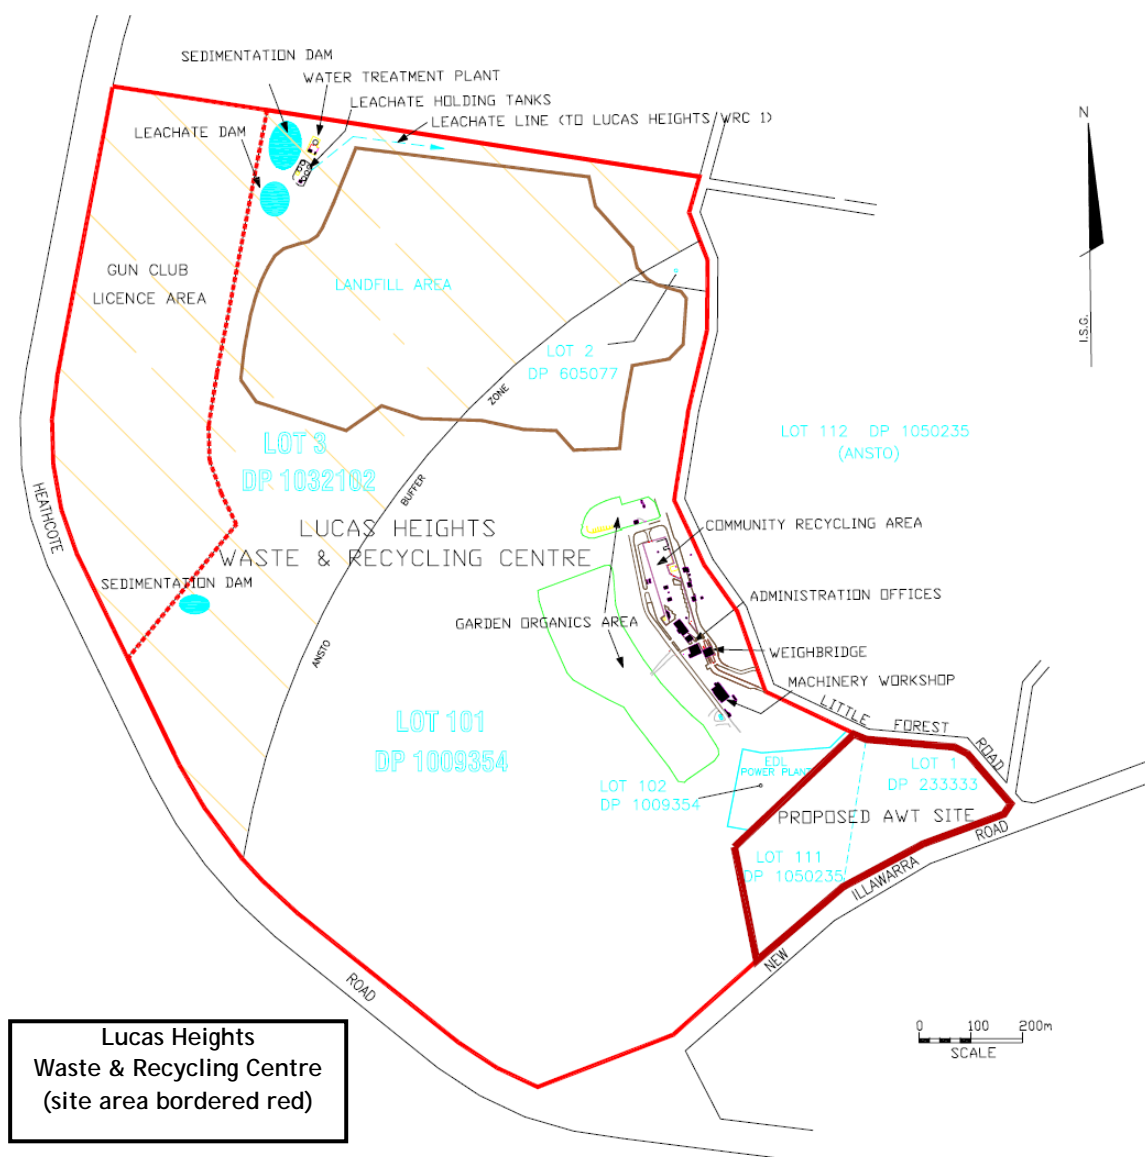 SEDIMENTATION DAM
WATER TREATMENT PLANT
LEACHATE HOLDING TANKS
LEACHATE LINE (TO LUCAS HEIGHTS WRC 1)
LEACHATE DAM
N
I.S.G.
GUN CLUB
LICENCE AREA
LANDFILL AREA
LOT 2
DP 605077
ZONE
BUFFER
ANSTO
LOT 112 DP 1050235
(ANSTO)
LOT 3
DP 1032102
HEATHCOTE
LUCAS HEIGHTS
WASTE & RECYCLING CENTRE
COMMUNITY RECYCLING AREA
SEDIMENTATION DAM
ADMINISTRATION OFFICES
GARDEN ORGANICS AREA
WEIGHBRIDGE
MACHINERY WORKSHOP
LITTLE FOREST ROAD
LOT 101
DP 1009354
EDL
POWER PLANT
LOT 1
DP 233333
LOT 102
DP 1009354
PROPOSED AWT SITE
LOT 111
DP 1050235
NEW ILLAWARRA ROAD
ROAD
0 100 200m
SCALE
Lucas Heights
Waste & Recycling Centre
(site area bordered red)